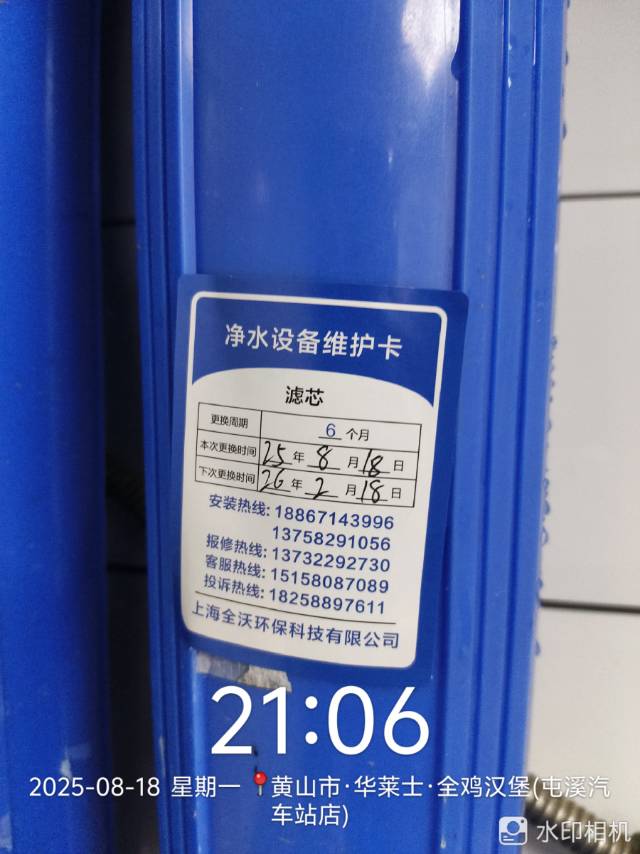 净水设备维护卡
滤芯
更换周期 6 个月
本次更换时间 25 年 8 月 18 日
下次更换时间 26 年 2 月 18 日
安装热线: 18867143996
13758291056
报修热线: 13732292730
客服热线: 15158087089
投诉热线: 18258897611
上海全沃环保科技有限公司
21:06
2025-08-18 星期一 黄山市·华莱士·全鸡汉堡(屯溪汽
车站店)
水印相机